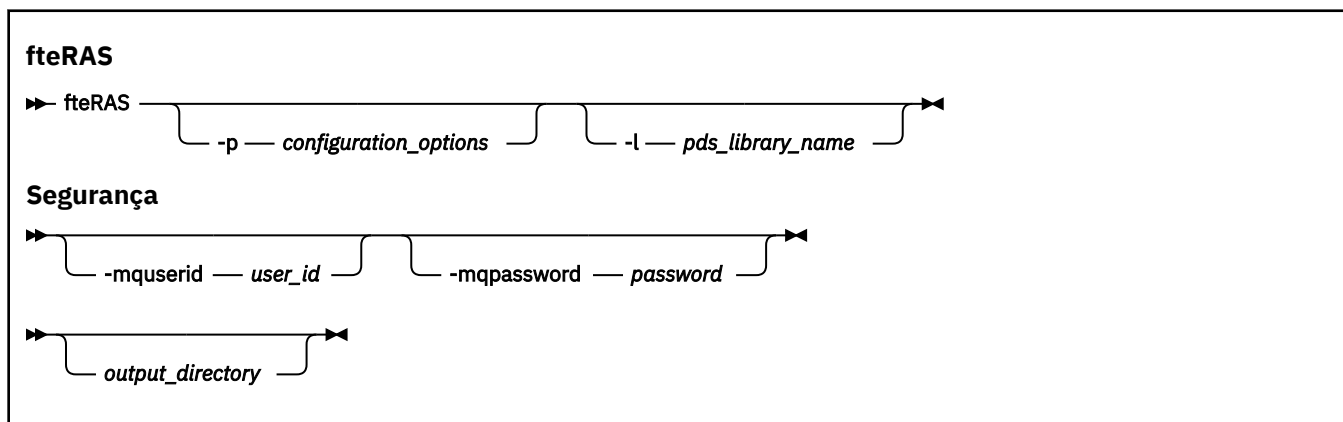 fteRAS
fteRAS
-p configuration_options -l pds_library_name
Segurança
-mquserid user_id -mqpassword password
output_directory